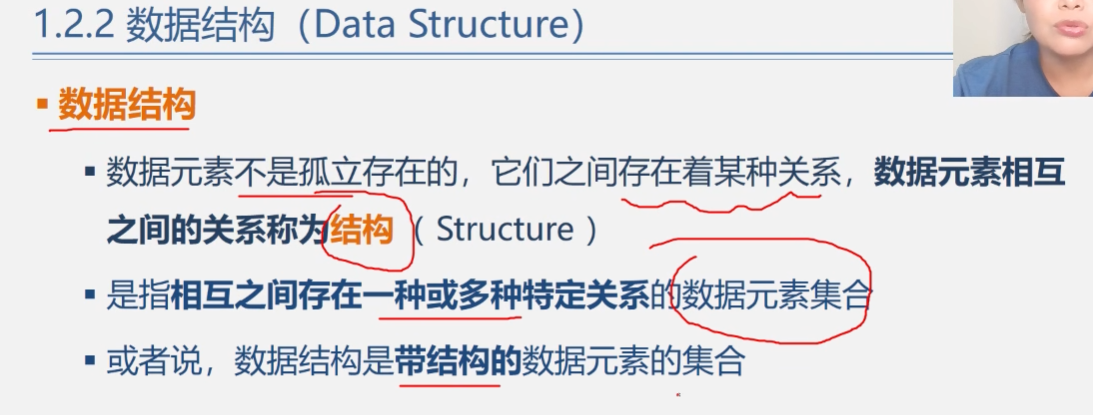 1.2.2 数据结构（Data Structure）
▪ 数据结构
▪ 数据元素不是孤立存在的，它们之间存在着某种关系，数据元素相互
之间的关系称为结构（ Structure ）
▪ 是指相互之间存在一种或多种特定关系的数据元素集合
▪ 或者说，数据结构是带结构的数据元素的集合